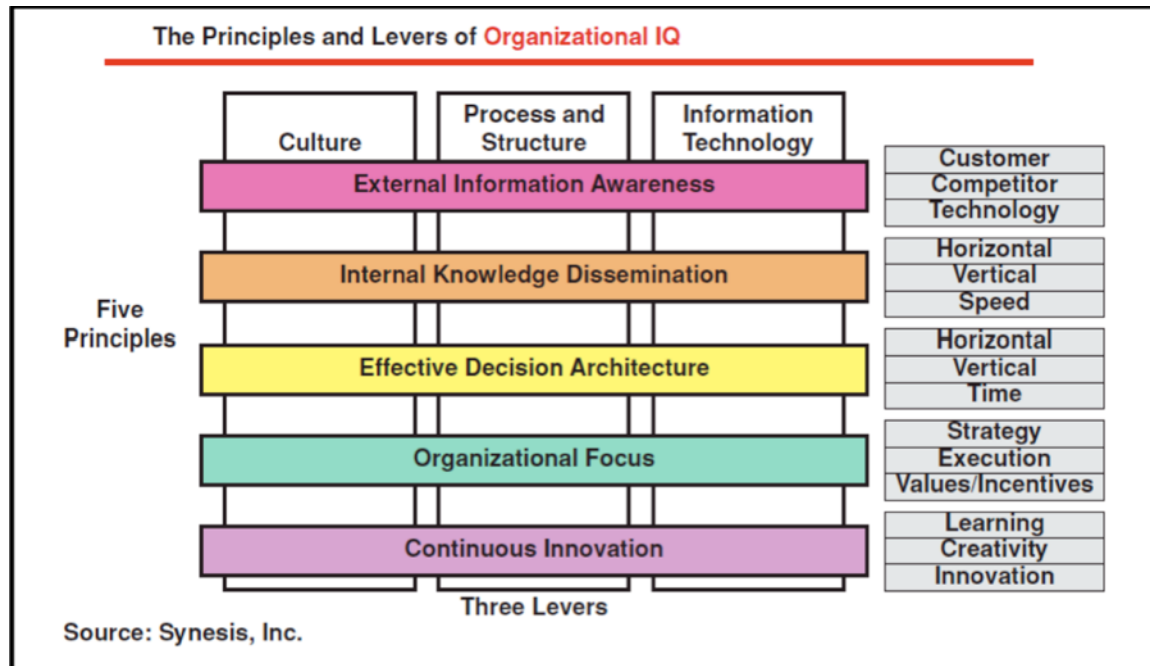 The Principles and Levers of Organizational IQ
Culture
Process and
Structure
Information
Technology
External Information Awareness
Customer
Competitor
Technology
Internal Knowledge Dissemination
Horizontal
Vertical
Speed
Five
Principles
Effective Decision Architecture
Horizontal
Vertical
Time
Organizational Focus
Strategy
Execution
Values/Incentives
Continuous Innovation
Learning
Creativity
Innovation
Three Levers
Source: Synesis, Inc.